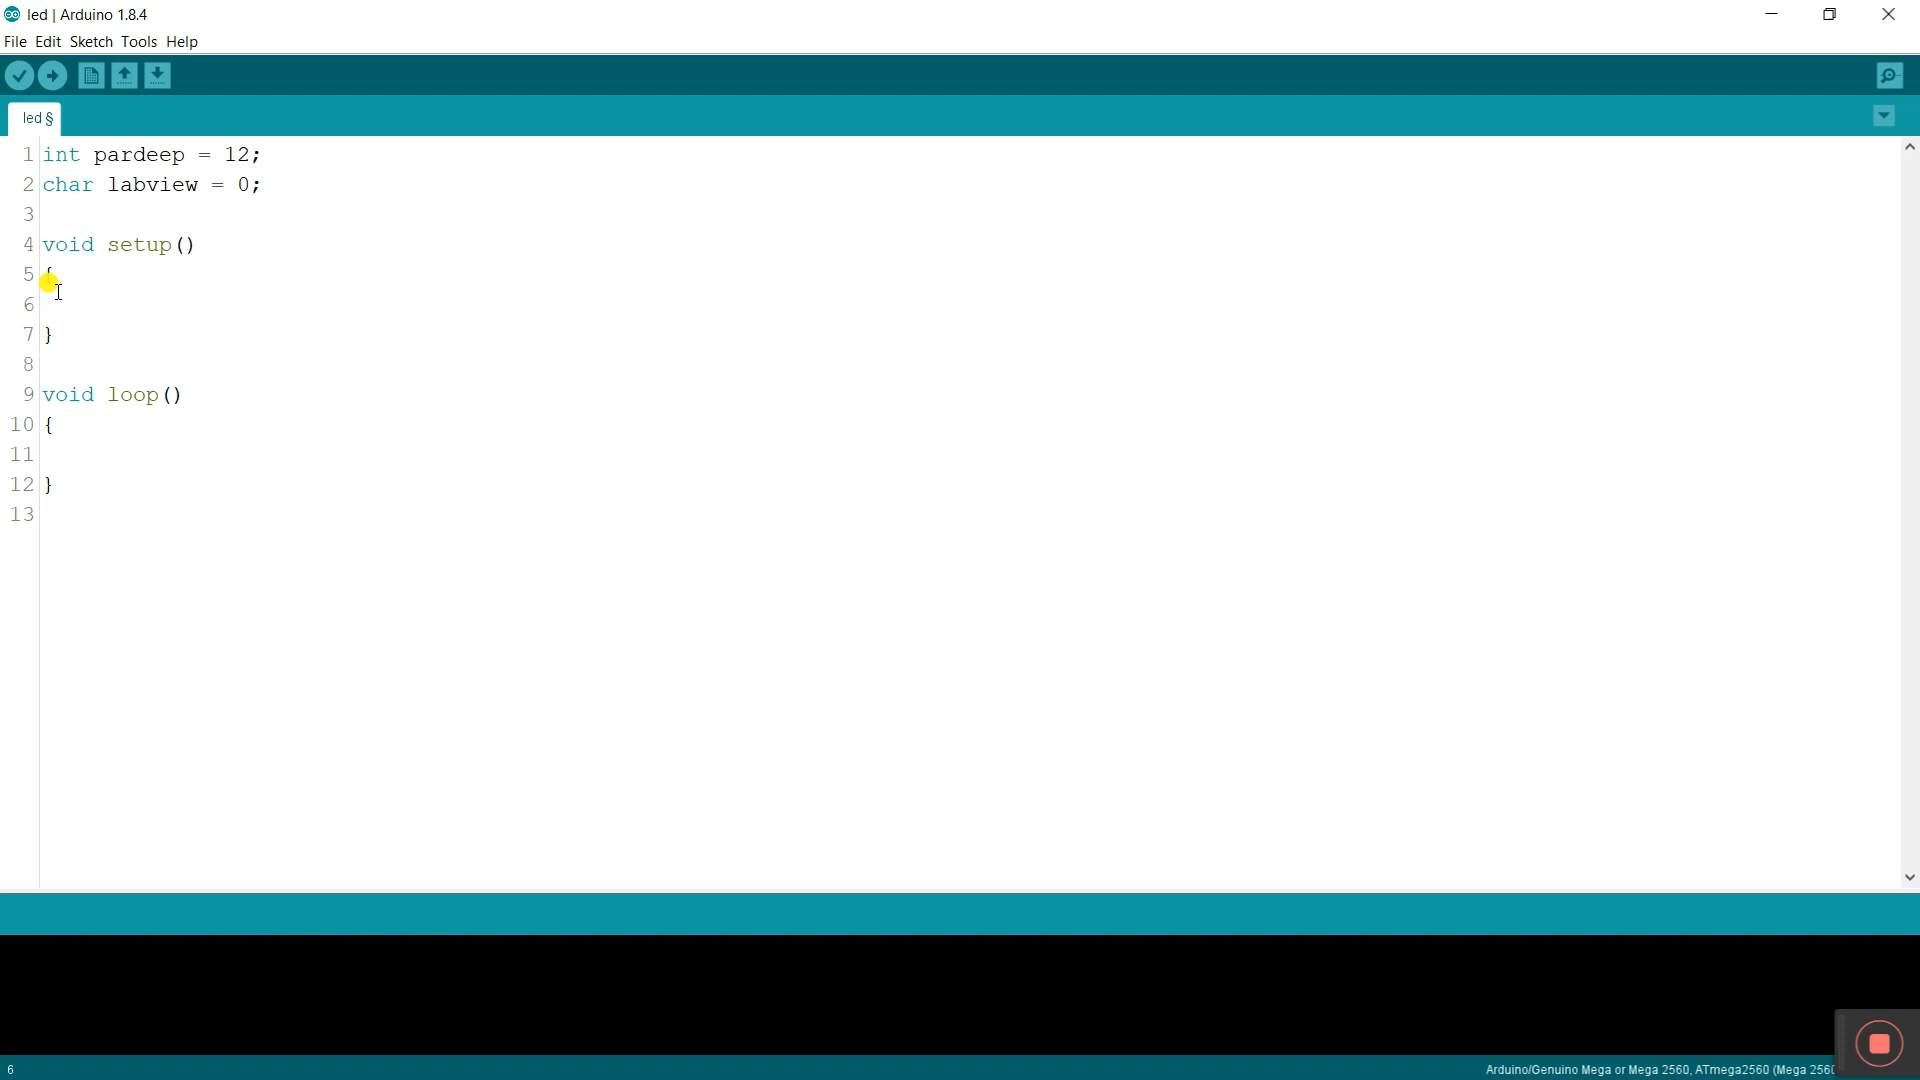 led | Arduino 1.8.4
File Edit Sketch Tools Help
led §
1 int pardeep = 12;
2 char labview = 0;
3
4 void setup()
5 {
6
7 }
8
9 void loop()
10 {
11
12 }
13
6
Arduino/Genuino Mega or Mega 2560, ATmega2560 (Mega 2560